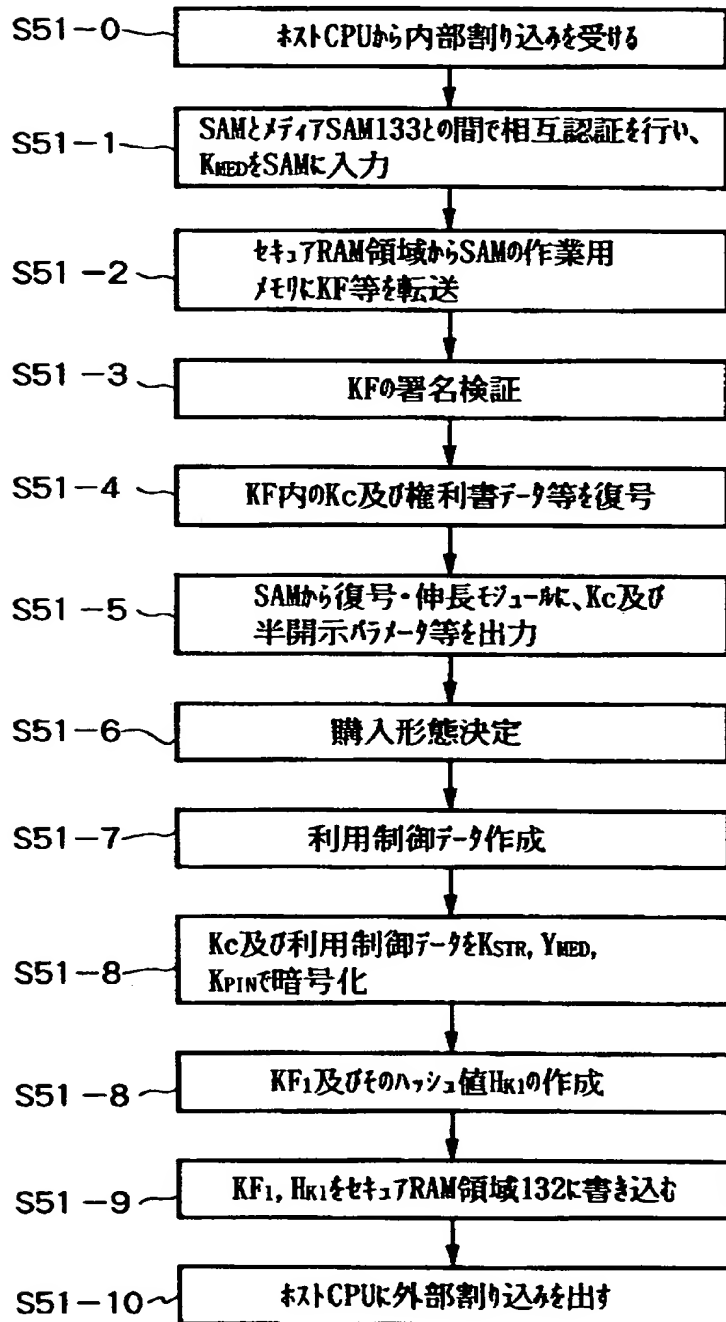 S51-0
ホストCPUから内部割り込みを受ける
S51-1
SAMとメディアSAM133との間で相互認証を行い、
KMEDをSAMに入力
S51-2
セキュアRAM領域からSAMの作業用
メモリにKF等を転送
S51-3
KFの署名検証
S51-4
KF内のKc及び権利書データ等を復号
S51-5
SAMから復号・伸長モジュールに、Kc及び
半開示パラメータ等を出力
S51-6
購入形態決定
S51-7
利用制御データ作成
S51-8
Kc及び利用制御データをKSTR, YMED,
KPINで暗号化
S51-8
KF1及びそのハッシュ値HK1の作成
S51-9
KF1, HK1をセキュアRAM領域132に書き込む
S51-10
ホストCPUに外部割り込みを出す